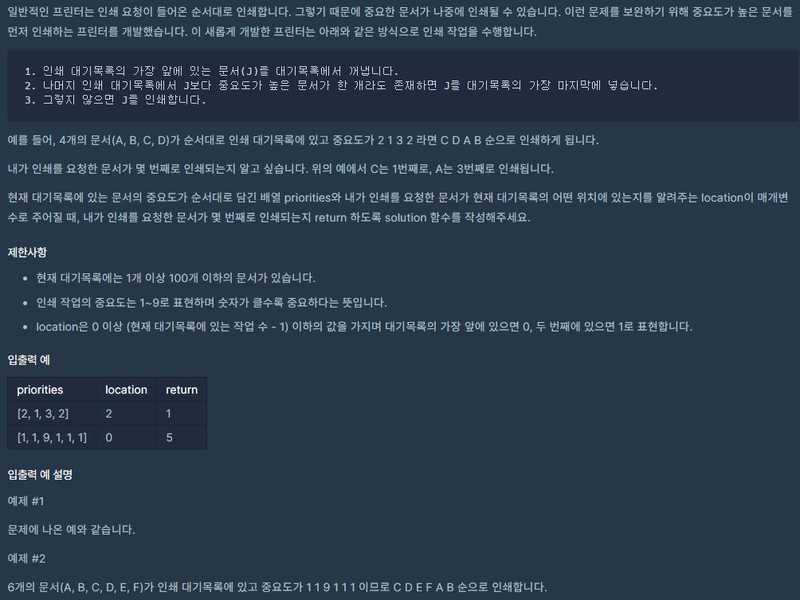 일반적인 프린터는 인쇄 요청이 들어온 순서대로 인쇄합니다. 그렇기 때문에 중요한 문서가 나중에 인쇄될 수 있습니다. 이런 문제를 보완하기 위해 중요도가 높은 문서를
먼저 인쇄하는 프린터를 개발했습니다. 이 새롭게 개발한 프린터는 아래와 같은 방식으로 인쇄 작업을 수행합니다.
1. 인쇄 대기목록의 가장 앞에 있는 문서(J)를 대기목록에서 꺼냅니다.
2. 나머지 인쇄 대기목록에서 J보다 중요도가 높은 문서가 한 개라도 존재하면 J를 대기목록의 가장 마지막에 넣습니다.
3. 그렇지 않으면 J를 인쇄합니다.
예를 들어, 4개의 문서(A, B, C, D)가 순서대로 인쇄 대기목록에 있고 중요도가 2 1 3 2 라면 C D A B 순으로 인쇄하게 됩니다.
내가 인쇄를 요청한 문서가 몇 번째로 인쇄되는지 알고 싶습니다. 위의 예에서 C는 1번째로, A는 3번째로 인쇄됩니다.
현재 대기목록에 있는 문서의 중요도가 순서대로 담긴 배열 priorities와 내가 인쇄를 요청한 문서가 현재 대기목록의 어떤 위치에 있는지를 알려주는 location이 매개변
수로 주어질 때, 내가 인쇄를 요청한 문서가 몇 번째로 인쇄되는지 return 하도록 solution 함수를 작성해주세요.
제한사항
• 현재 대기목록에는 1개 이상 100개 이하의 문서가 있습니다.
• 인쇄 작업의 중요도는 1~9로 표현하며 숫자가 클수록 중요하다는 뜻입니다.
• location은 0 이상 (현재 대기목록에 있는 작업 수 - 1) 이하의 값을 가지며 대기목록의 가장 앞에 있으면 0, 두 번째에 있으면 1로 표현합니다.
입출력 예
priorities location return
[2, 1, 3, 2] 2 1
[1, 1, 9, 1, 1, 1] 0 5
입출력 예 설명
예제 #1
문제에 나온 예와 같습니다.
예제 #2
6개의 문서(A, B, C, D, E, F)가 인쇄 대기목록에 있고 중요도가 1 1 9 1 1 1 이므로 C D E F A B 순으로 인쇄합니다.